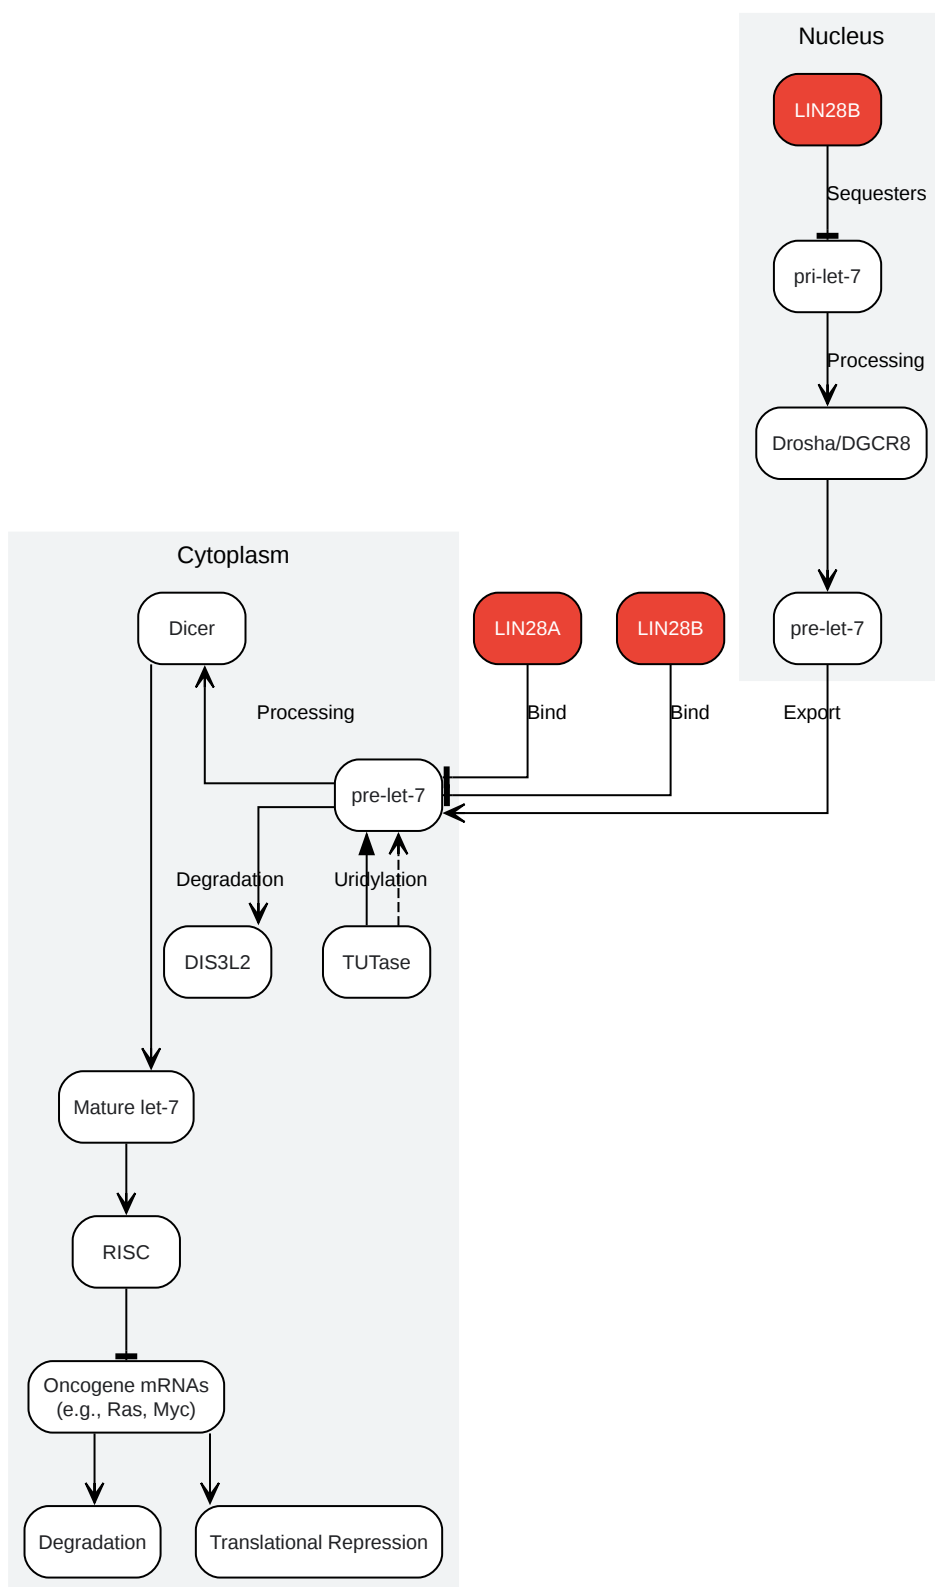 Nucleus
LIN28B
Sequesters
pri-let-7
Processing
Drosha/DGCR8
Cytoplasm
Dicer
LIN28A
LIN28B
pre-let-7
Processing
Bind
Bind
Export
pre-let-7
Degradation
Uridylation
DIS3L2
TUTase
Mature let-7
RISC
Oncogene mRNAs
(e.g., Ras, Myc)
Degradation
Translational Repression